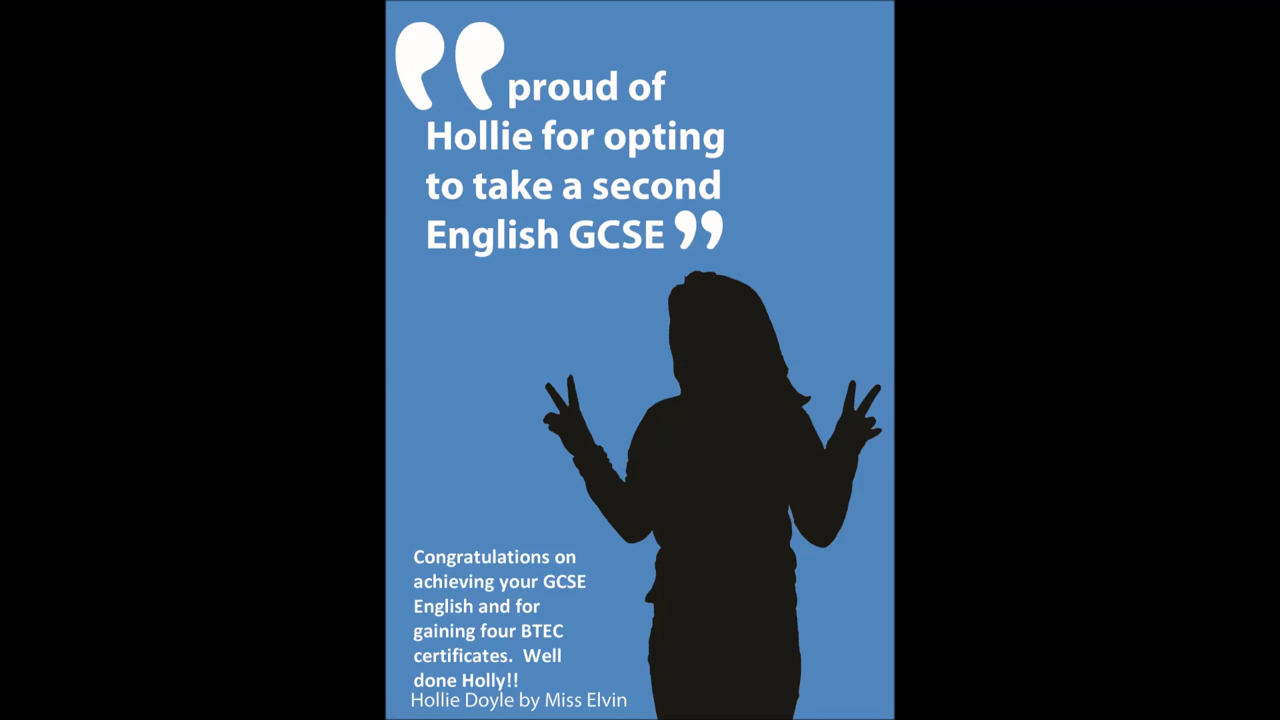 “ proud of
Hollie for opting
to take a second
English GCSE ”
Congratulations on
achieving your GCSE
English and for
gaining four BTEC
certificates.  Well
done Holly!!
Hollie Doyle by Miss Elvin